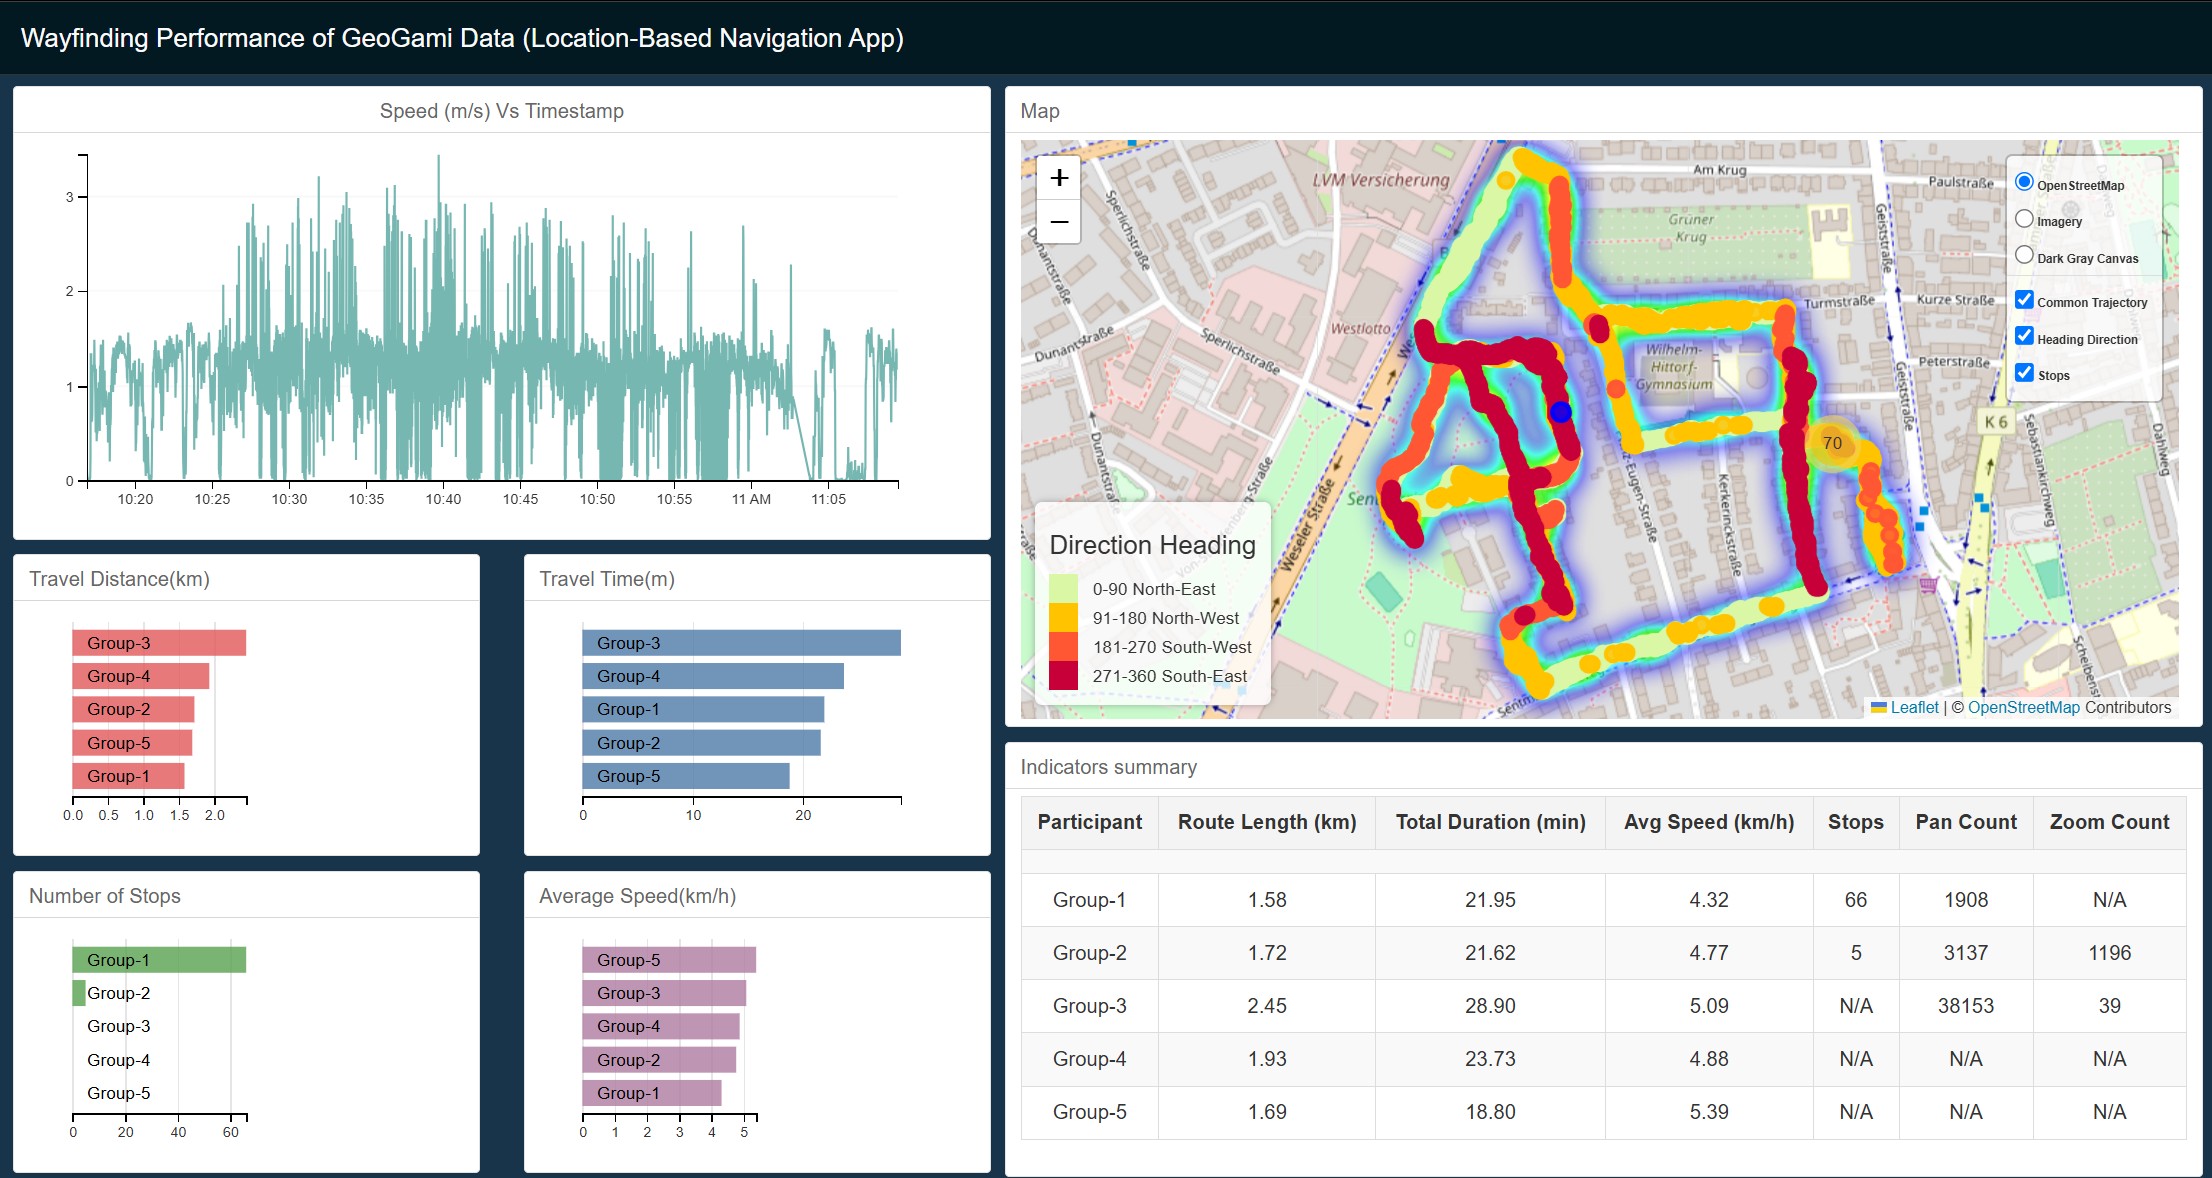 Wayfinding Performance of GeoGami Data (Location-Based Navigation App)
Speed (m/s) Vs Timestamp
3
2
1
0
10:20 10:25 10:30 10:35 10:40 10:45 10:50 10:55 11 AM 11:05
Travel Distance(km)
Group-3
Group-4
Group-2
Group-5
Group-1
0.0 0.5 1.0 1.5 2.0
Travel Time(m)
Group-3
Group-4
Group-1
Group-2
Group-5
0 10 20
Number of Stops
Group-1
Group-2
Group-3
Group-4
Group-5
0 20 40 60
Average Speed(km/h)
Group-5
Group-3
Group-4
Group-2
Group-1
0 1 2 3 4 5
Map
+
−
LVM Versicherung
Am Krug
Paulstraße
Grüner
Krug
Sperlichstraße
Dunantstraße
Geiststraße
Turmstraße
Kurze Straße
Westlotto
Dunantstraße
Sperlichstraße
Wilhelm-
Hittorf-
Gymnasium
Peterstraße
Geiststraße
K 6
70
Dunantstraße
Weseler Straße
Kerkerinckstraße
Sebastiankirchweg
Dahlweg
OpenStreetMap
Imagery
Dark Gray Canvas
Common Trajectory
Heading Direction
Stops
Direction Heading
0-90 North-East
91-180 North-West
181-270 South-West
271-360 South-East
Leaflet | © OpenStreetMap Contributors
Indicators summary
Participant Route Length (km) Total Duration (min) Avg Speed (km/h) Stops Pan Count Zoom Count
Group-1 1.58 21.95 4.32 66 1908 N/A
Group-2 1.72 21.62 4.77 5 3137 1196
Group-3 2.45 28.90 5.09 N/A 38153 39
Group-4 1.93 23.73 4.88 N/A N/A N/A
Group-5 1.69 18.80 5.39 N/A N/A N/A